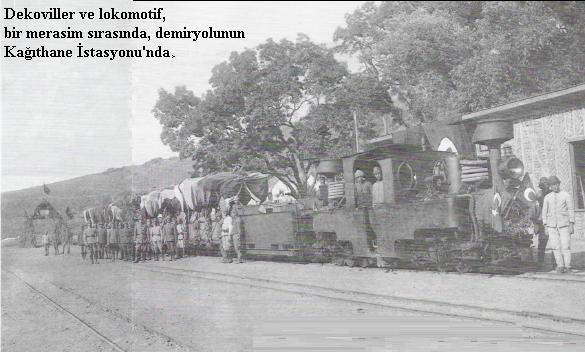 Dekoviller ve lokomotif,
bir merasim sırasında, demiryolunun
Kağıthane İstasyonu'nda.